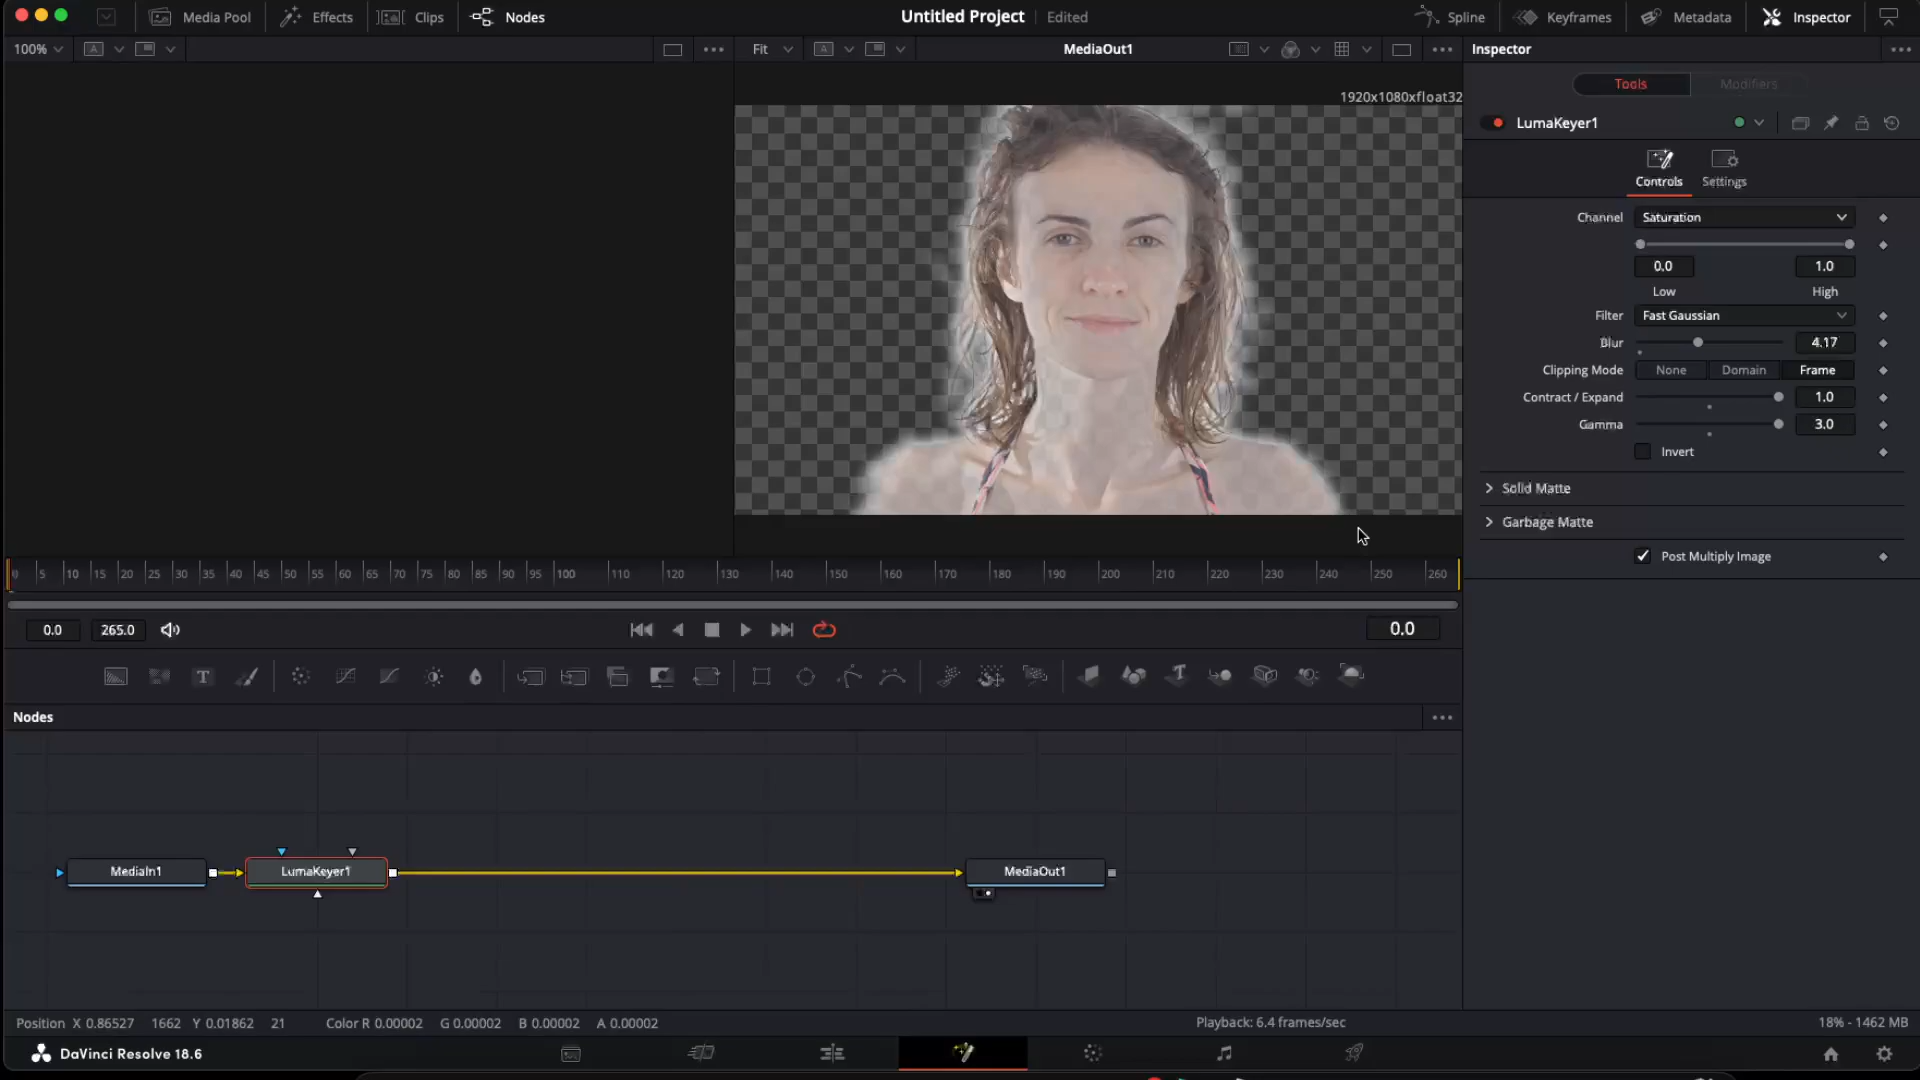 Media Pool
Effects
Clips
Nodes
Untitled Project
Edited
Spline
Keyframes
Metadata
Inspector
100%
A
Fit
A
MediaOut1
Inspector
1920x1080xfloat32
Tools
Modifiers
LumaKeyer1
Controls
Settings
Channel
Saturation
0.0
1.0
Low
High
Filter
Fast Gaussian
Blur
4.17
Clipping Mode
None
Domain
Frame
Contract / Expand
1.0
Gamma
3.0
Invert
Solid Matte
Garbage Matte
Post Multiply Image
5 10 15 20 25 30 35 40 45 50 55 60 65 70 75 80 85 90 95 100 110 120 130 140 150 160 170 180 190 200 210 220 230 240 250 260
0.0
265.0
0.0
T
T
Nodes
MediaIn1
LumaKeyer1
MediaOut1
Position X 0.86527 1662 Y 0.01862 21 Color R 0.00002 G 0.00002 B 0.00002 A 0.00002
Playback: 6.4 frames/sec
18% - 1462 MB
DaVinci Resolve 18.6